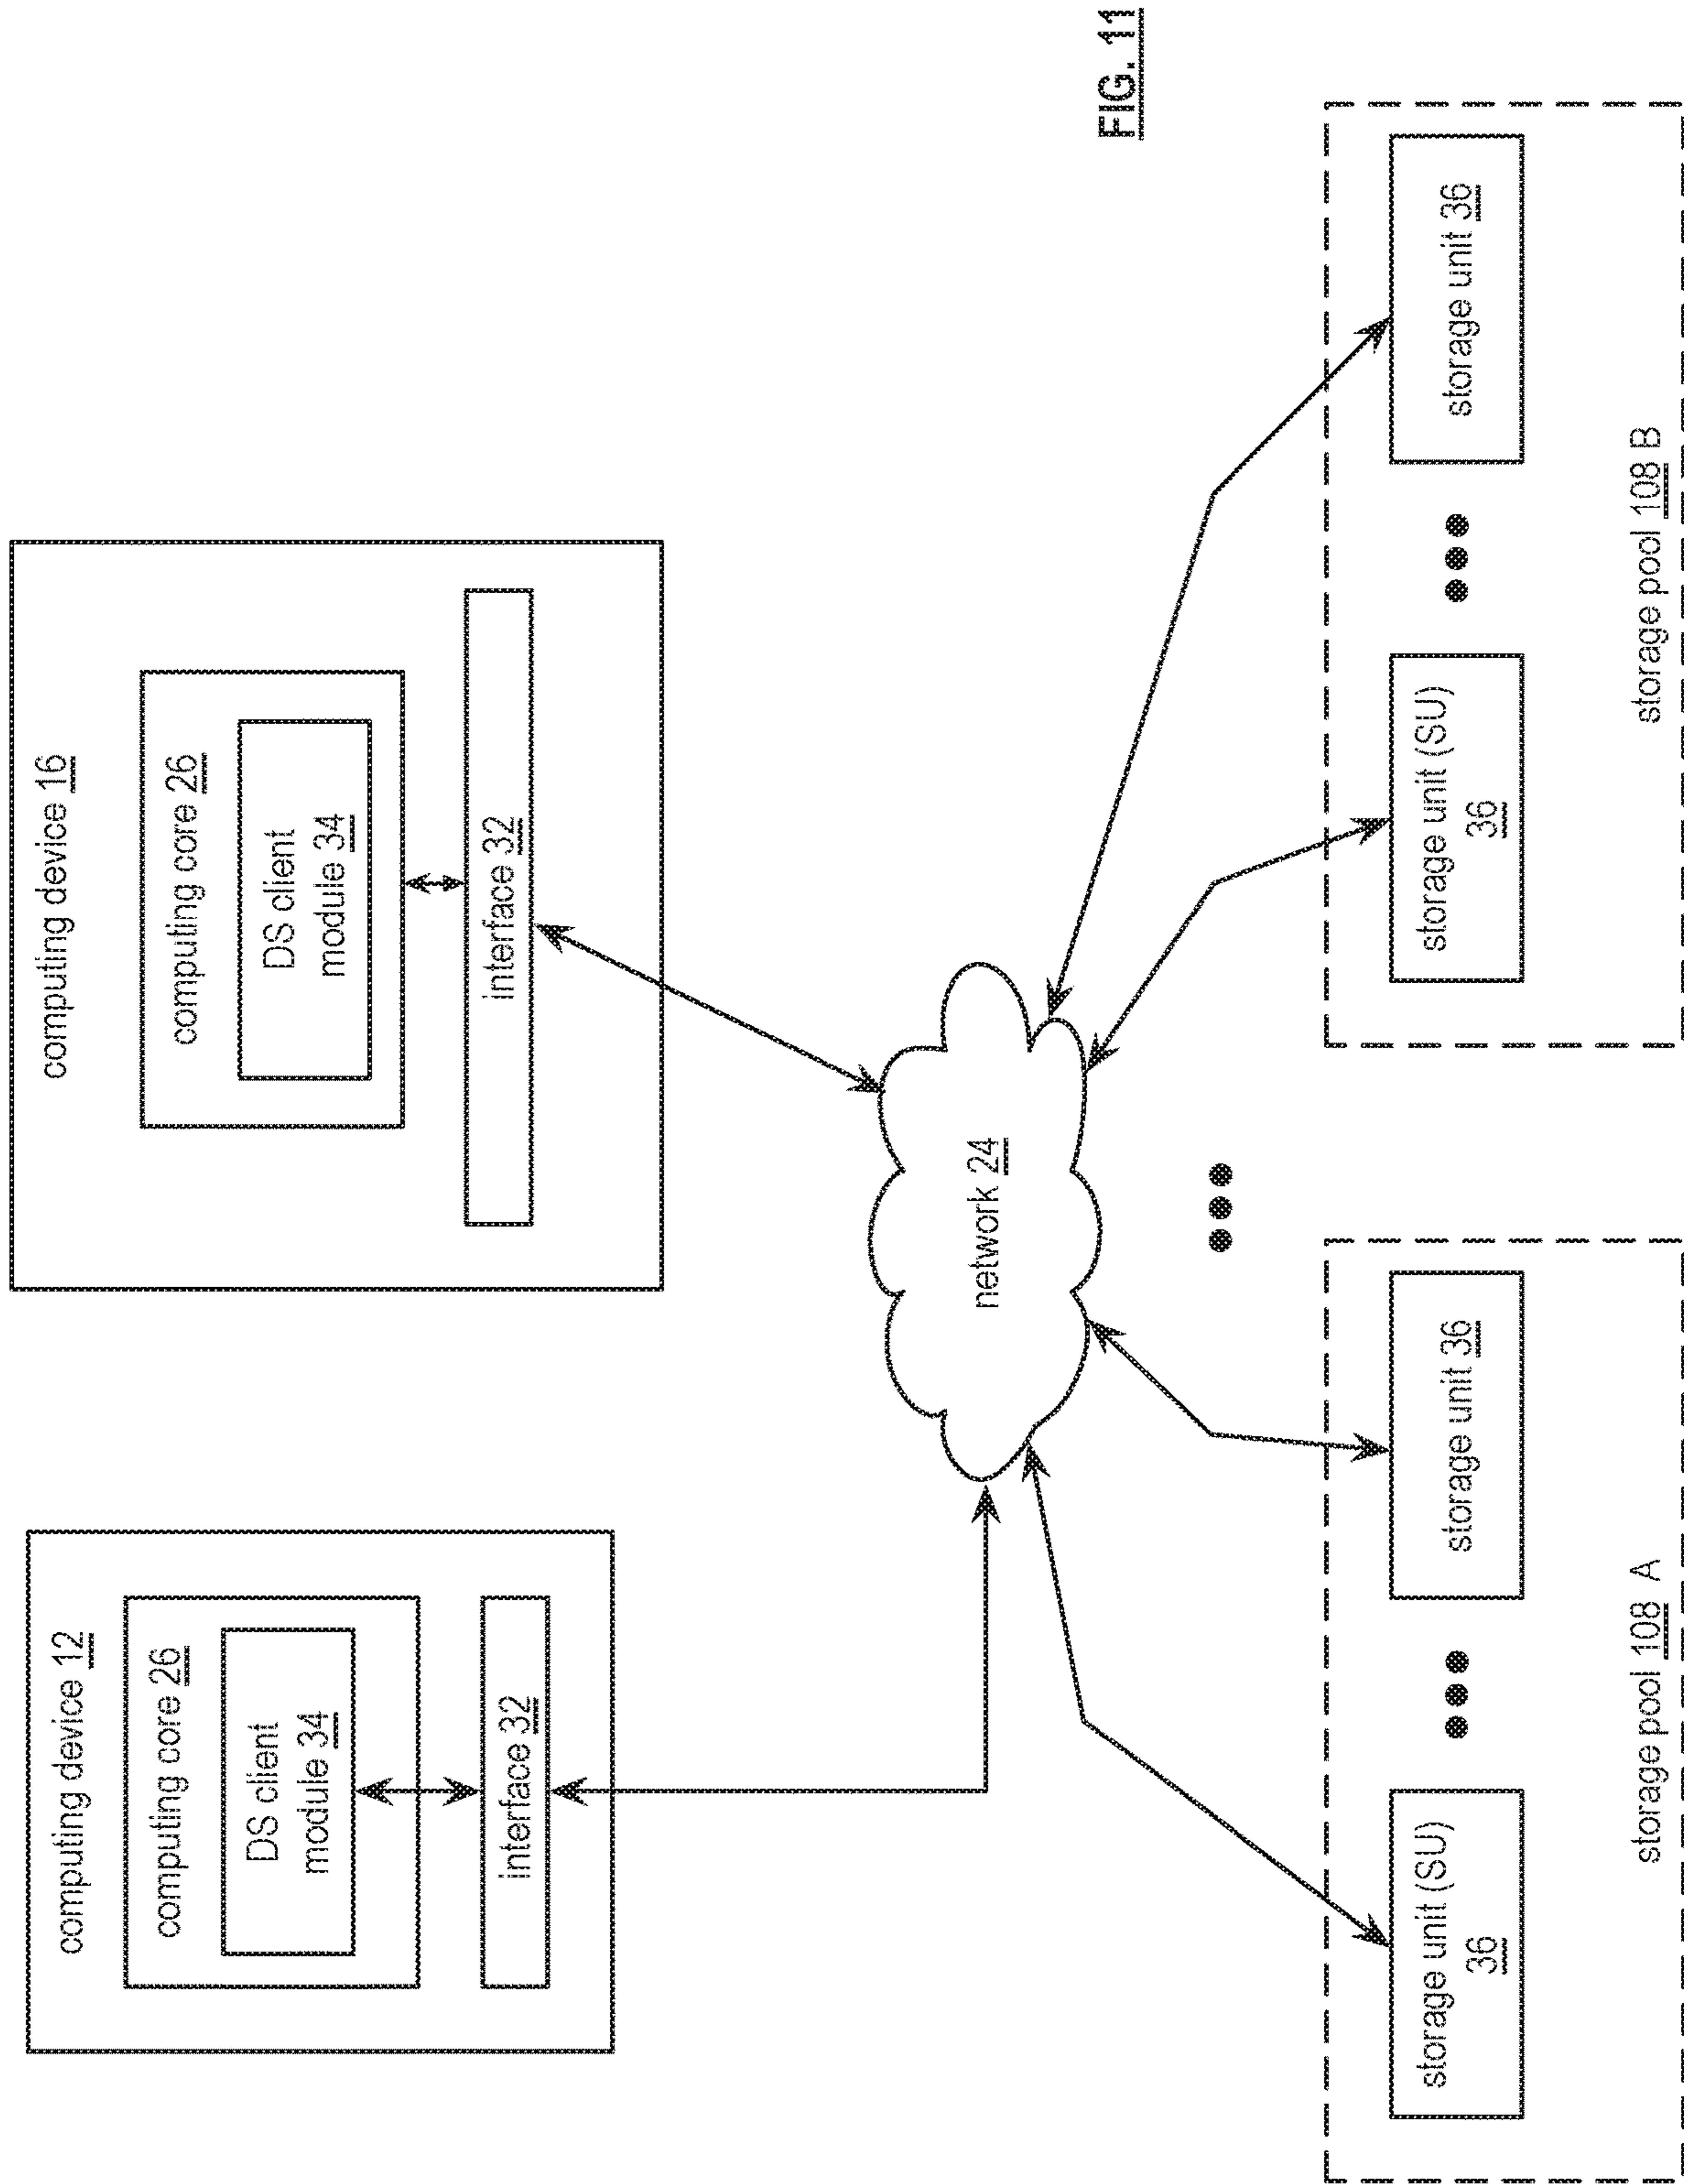 computing device 12
computing core 26
DS client
module 34
interface 32
computing device 16
computing core 26
DS client
module 34
interface 32
network 24
storage unit (SU)
36
storage unit 36
storage pool 108 A
storage unit (SU)
36
storage unit 36
storage pool 108 B
FIG. 11